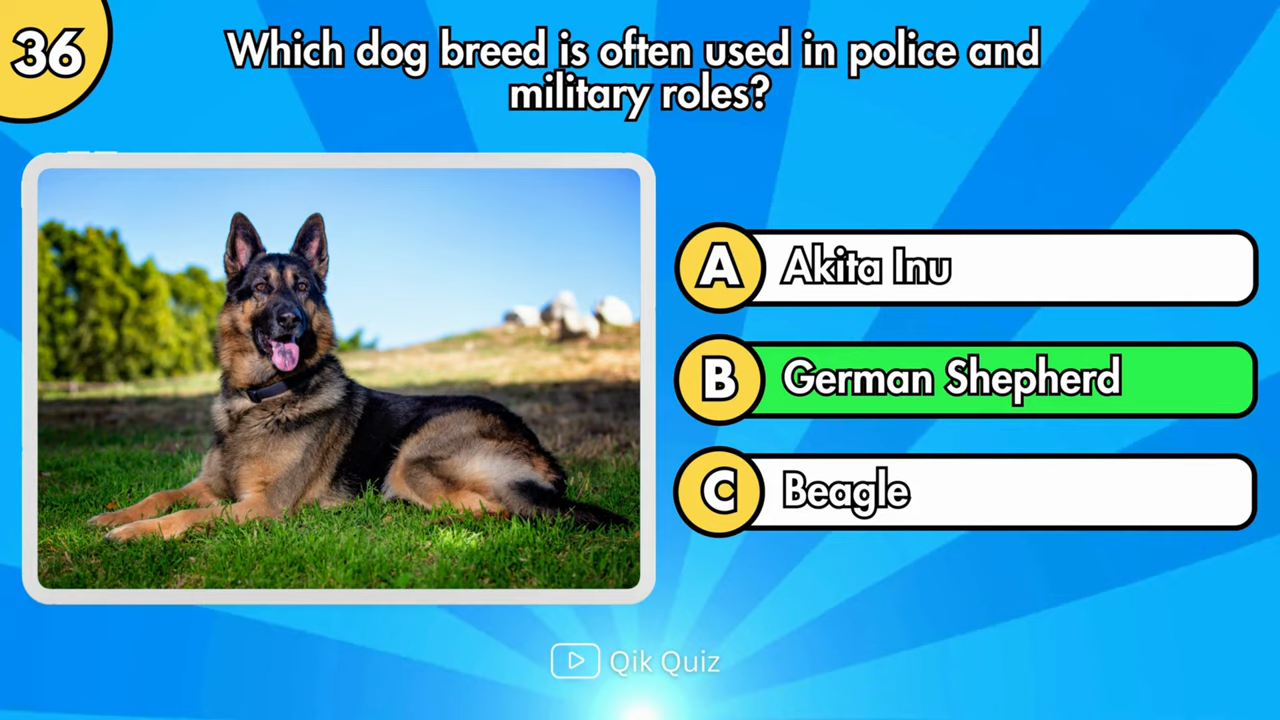 36
Which dog breed is often used in police and
military roles?
A Akita Inu
B German Shepherd
C Beagle
Qik Quiz